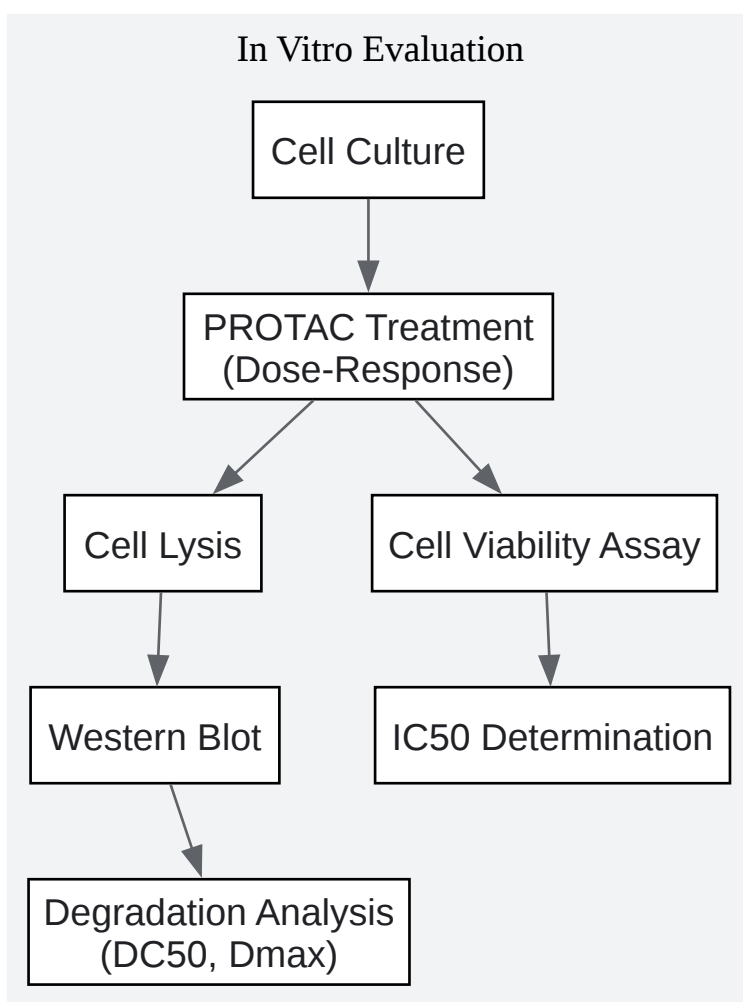 In Vitro Evaluation
Cell Culture
PROTAC Treatment
(Dose-Response)
Cell Lysis
Cell Viability Assay
Western Blot
IC50 Determination
Degradation Analysis
(DC50, Dmax)